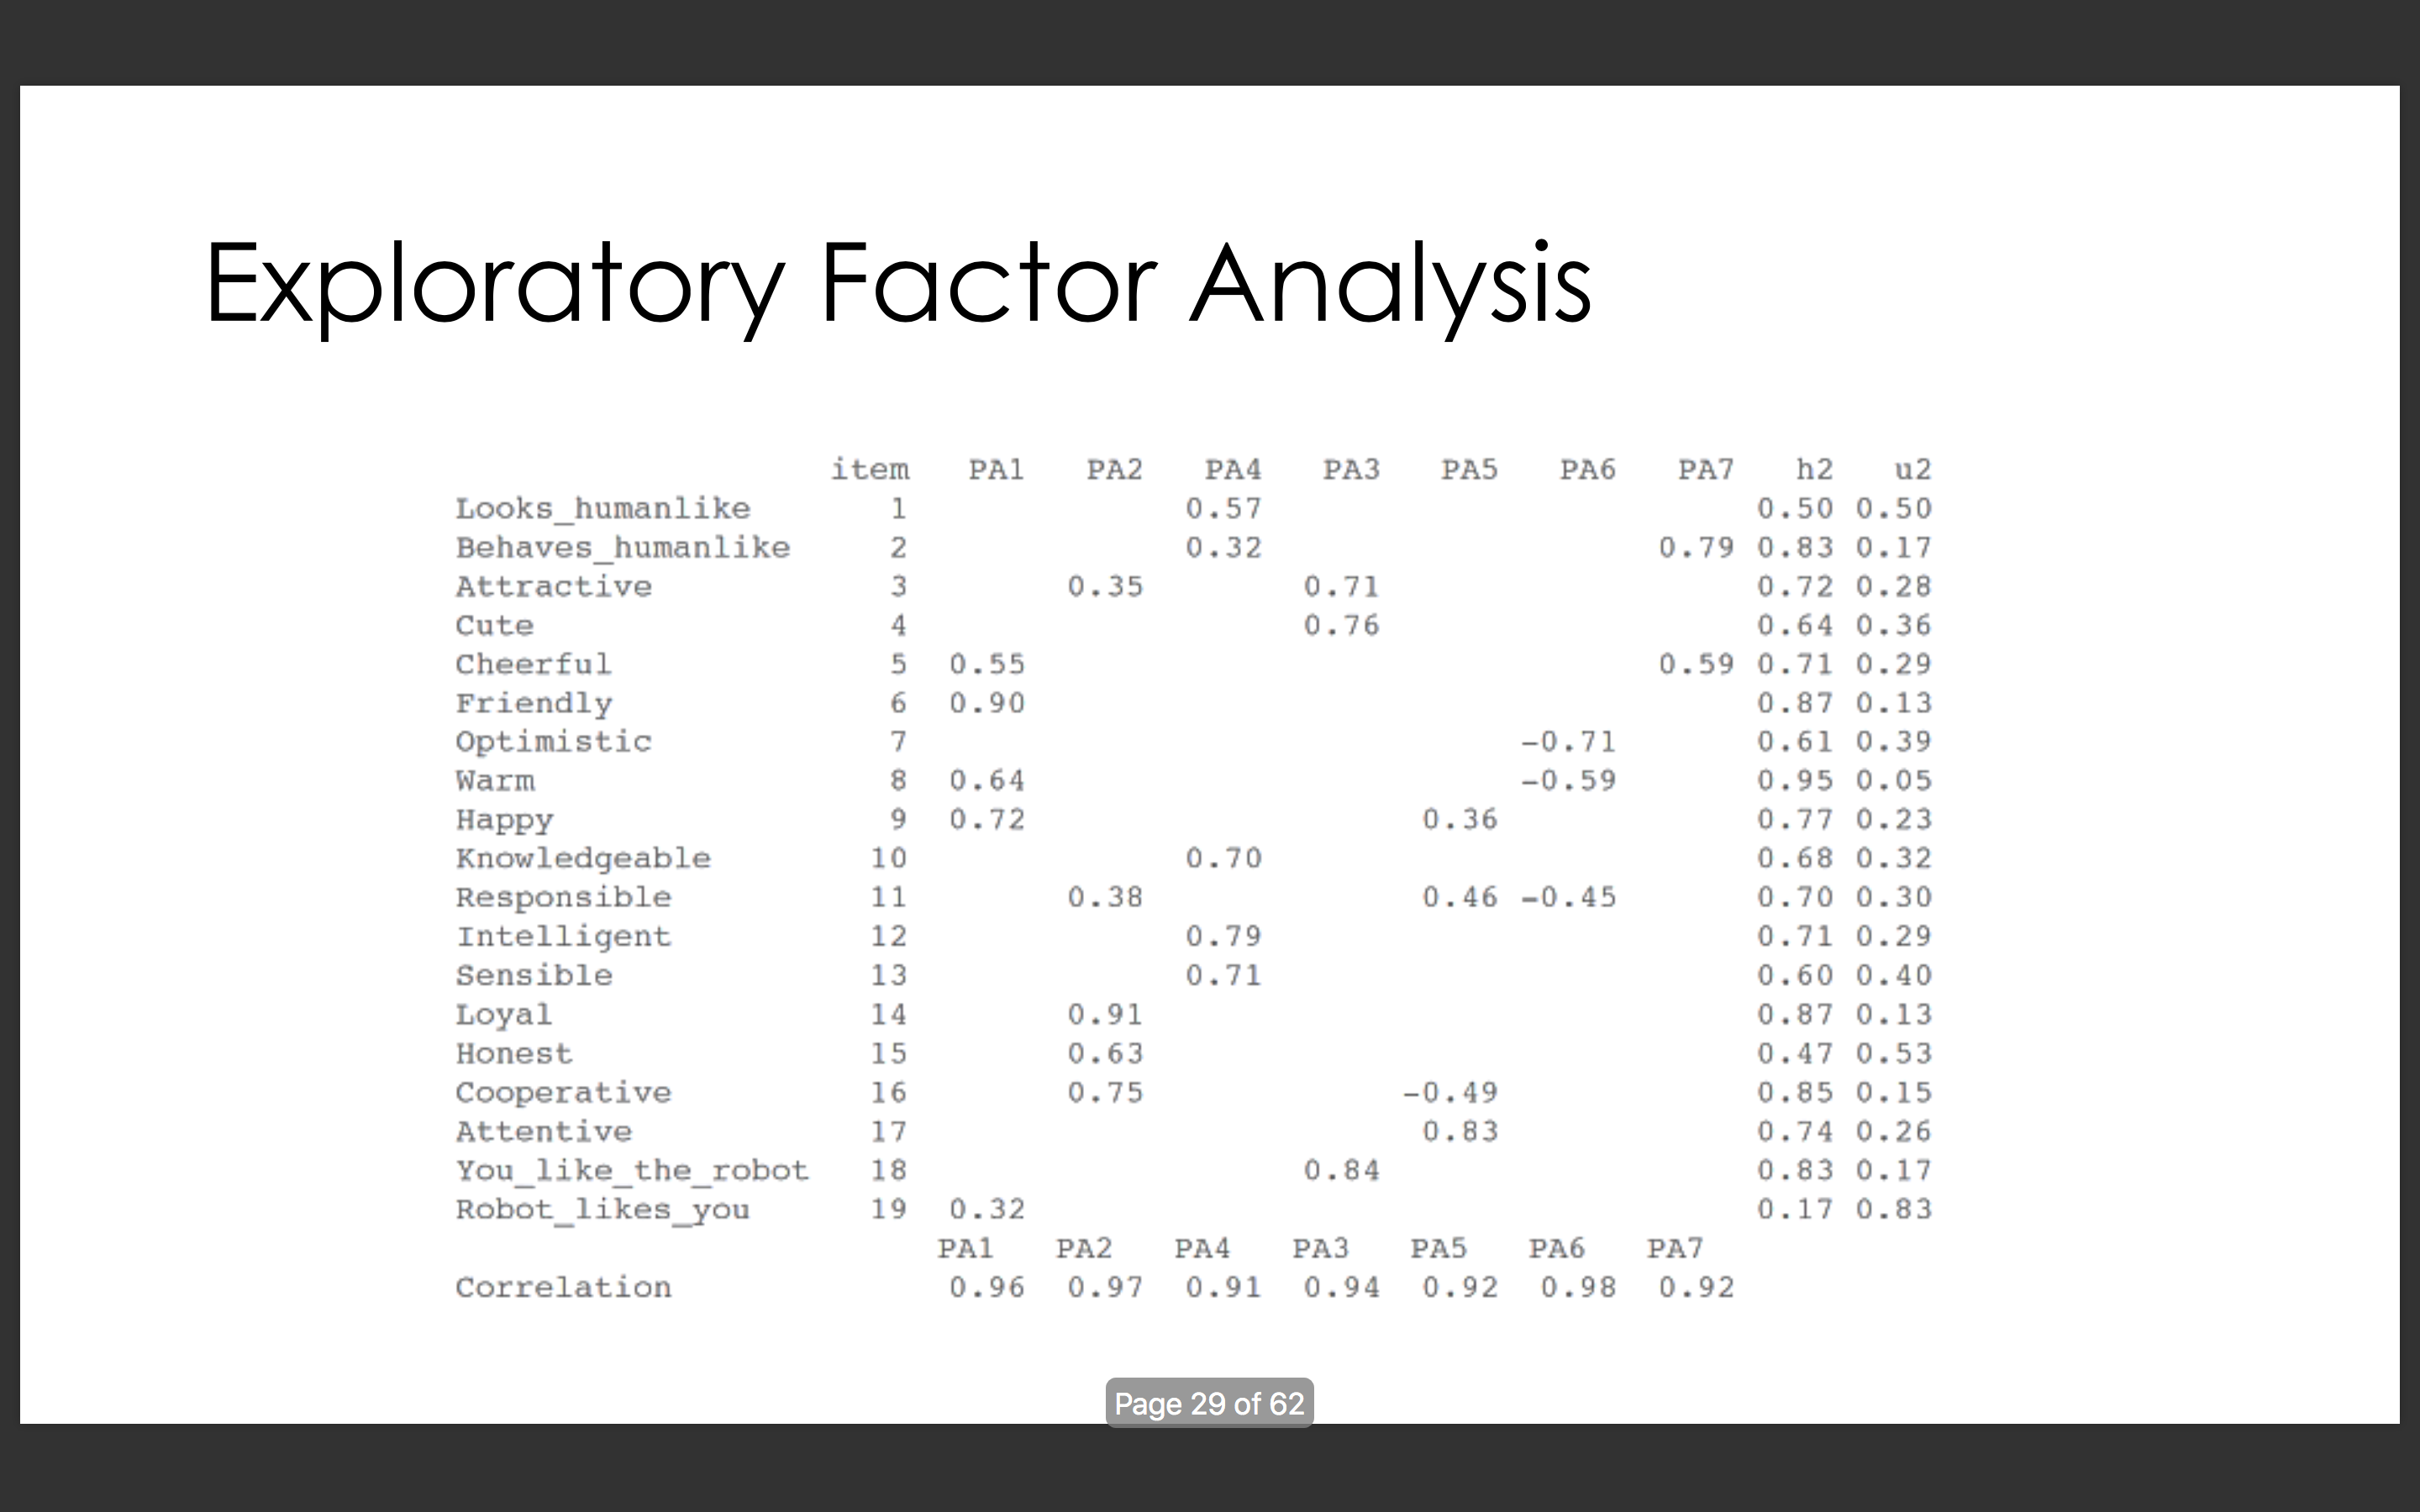 Exploratory Factor Analysis
item PA1 PA2 PA4 PA3 PA5 PA6 PA7 h2 u2
Looks_humanlike 1 0.57 0.50 0.50
Behaves_humanlike 2 0.32 0.79 0.83 0.17
Attractive 3 0.35 0.71 0.72 0.28
Cute 4 0.76 0.64 0.36
Cheerful 5 0.55 0.59 0.71 0.29
Friendly 6 0.90 0.87 0.13
Optimistic 7 -0.71 0.61 0.39
Warm 8 0.64 -0.59 0.95 0.05
Happy 9 0.72 0.36 0.77 0.23
Knowledgeable 10 0.70 0.68 0.32
Responsible 11 0.38 0.46 -0.45 0.70 0.30
Intelligent 12 0.79 0.71 0.29
Sensible 13 0.71 0.60 0.40
Loyal 14 0.91 0.87 0.13
Honest 15 0.63 0.47 0.53
Cooperative 16 0.75 -0.49 0.85 0.15
Attentive 17 0.83 0.74 0.26
You_like_the_robot 18 0.84 0.83 0.17
Robot_likes_you 19 0.32 0.17 0.83
PA1 PA2 PA4 PA3 PA5 PA6 PA7
Correlation 0.96 0.97 0.91 0.94 0.92 0.98 0.92
Page 29 of 62